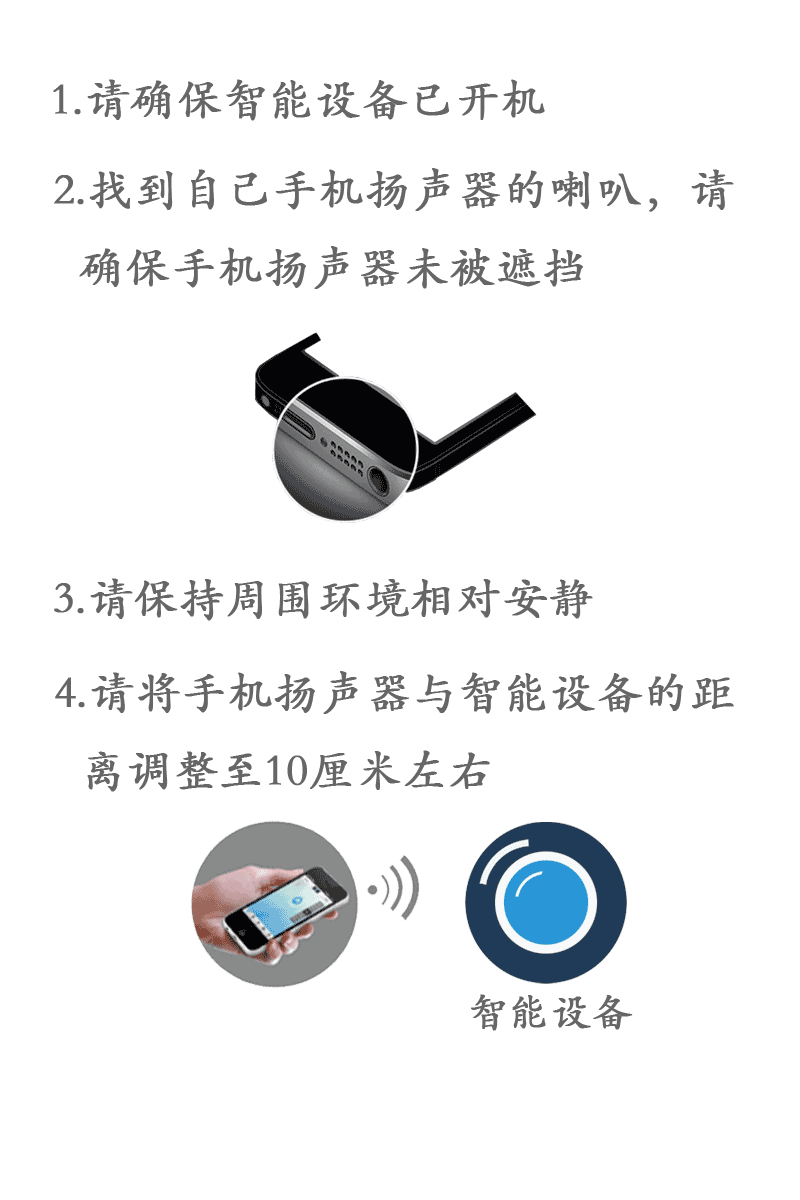 1.请确保智能设备已开机
2.找到自己手机扬声器的喇叭，请
确保手机扬声器未被遮挡
3.请保持周围环境相对安静
4.请将手机扬声器与智能设备的距
离调整至10厘米左右
智能设备